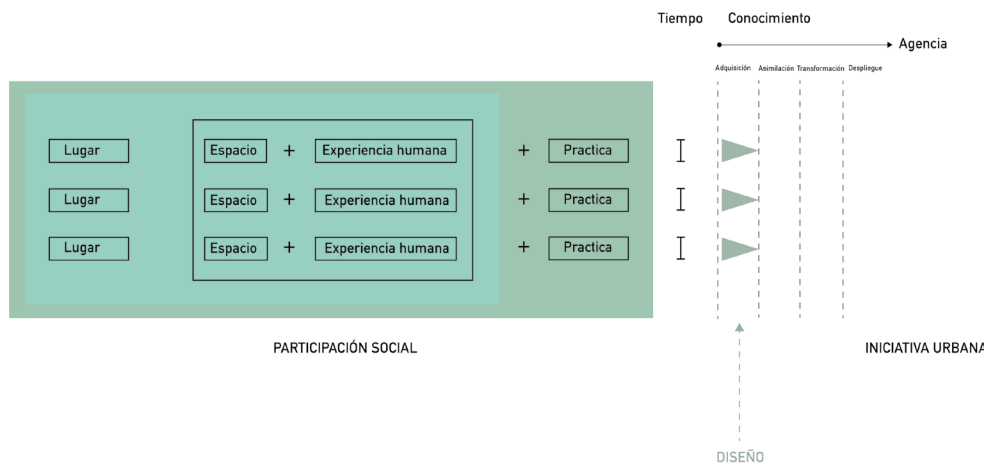 Tiempo Conocimiento
Agencia
Adquisición Asimilación Transformación Despliegue
Lugar Espacio + Experiencia humana + Practica
Lugar Espacio + Experiencia humana + Practica
Lugar Espacio + Experiencia humana + Practica
PARTICIPACIÓN SOCIAL INICIATIVA URBANA
DISEÑO